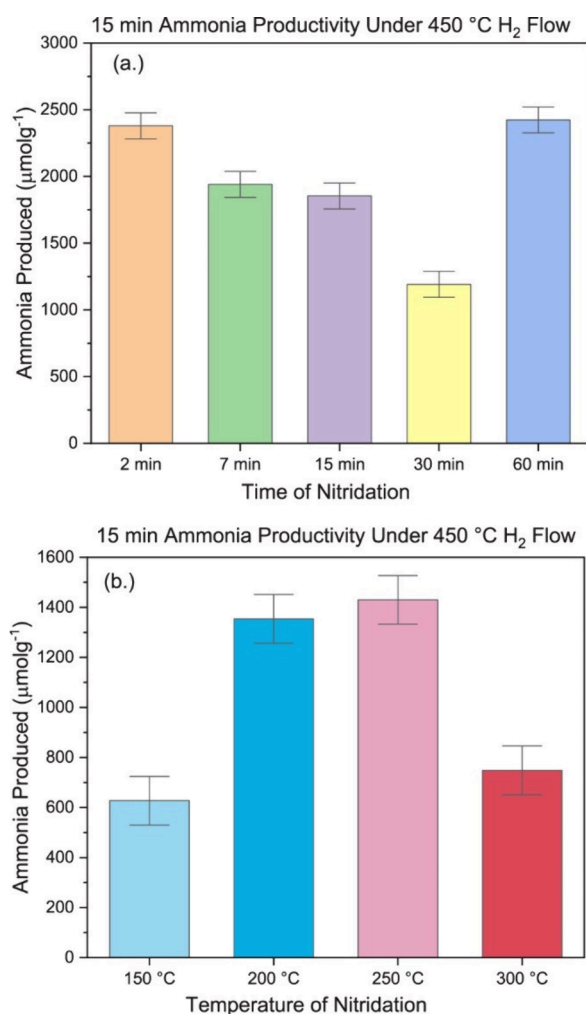 15 min Ammonia Productivity Under 450 °C H₂ Flow
(a.)
3000
2500
2000
1500
1000
500
0
Ammonia Produced (μmolg⁻¹)
2 min 7 min 15 min 30 min 60 min
Time of Nitridation
15 min Ammonia Productivity Under 450 °C H₂ Flow
(b.)
1600
1400
1200
1000
800
600
400
200
0
Ammonia Produced (μmolg⁻¹)
150 °C 200 °C 250 °C 300 °C
Temperature of Nitridation